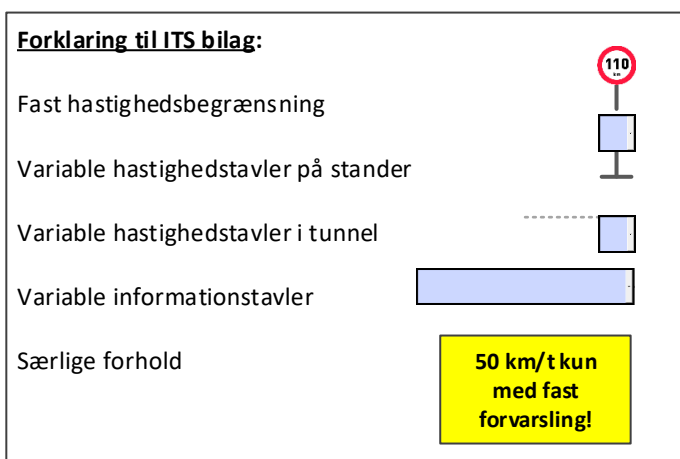 Forklaring til ITS bilag:
110
km
Fast hastighedsbegrænsning
Variable hastighedstavler på stander
Variable hastighedstavler i tunnel
Variable informationstavler
Særlige forhold
50 km/t kun
med fast
forvarsling!